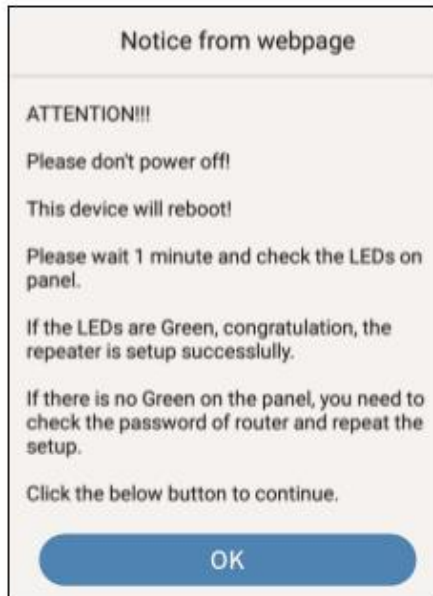 Notice from webpage
ATTENTION!!!
Please don't power off!
This device will reboot!
Please wait 1 minute and check the LEDs on
panel.
If the LEDs are Green, congratulation, the
repeater is setup successlully.
If there is no Green on the panel, you need to
check the password of router and repeat the
setup.
Click the below button to continue.
OK